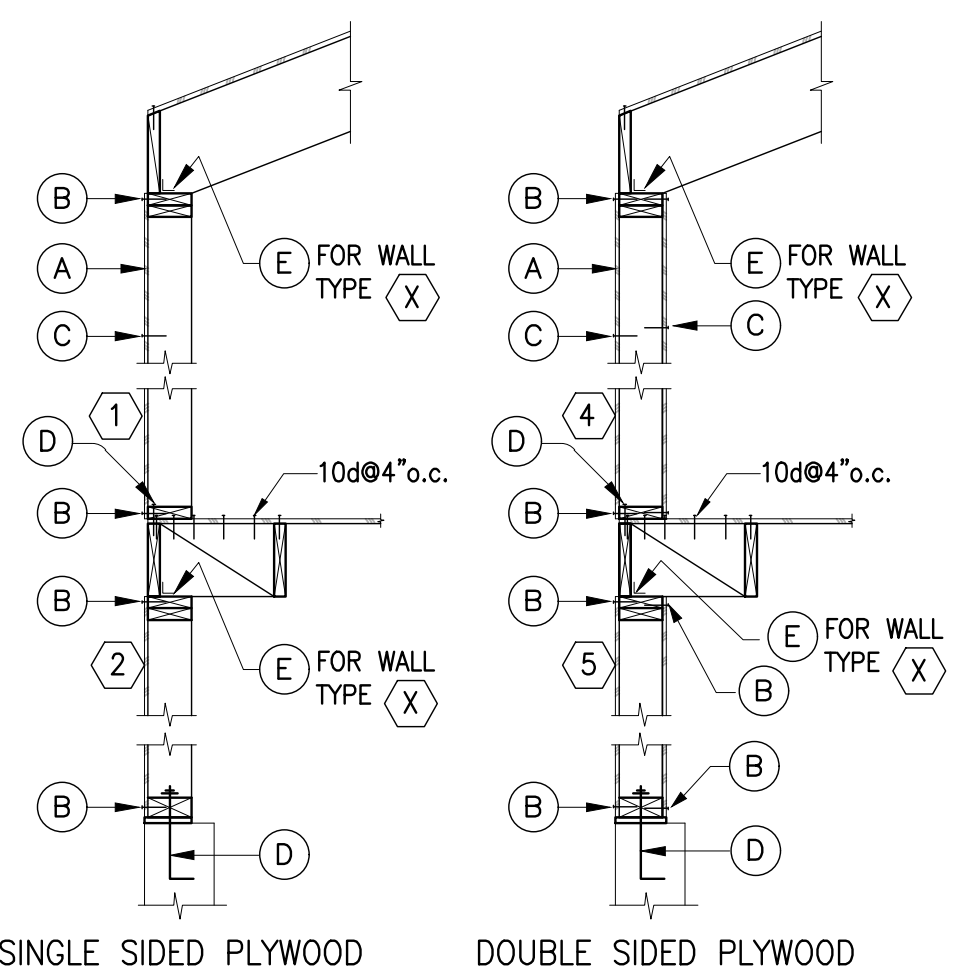 B
E FOR WALL
TYPE X
A
C
1
D
10d@4"o.c.
B
B
2
E FOR WALL
TYPE X
B
D
SINGLE SIDED PLYWOOD
B
E FOR WALL
TYPE X
A
C
C
4
D
10d@4"o.c.
B
B
5
E FOR WALL
TYPE X
B
B
B
D
DOUBLE SIDED PLYWOOD